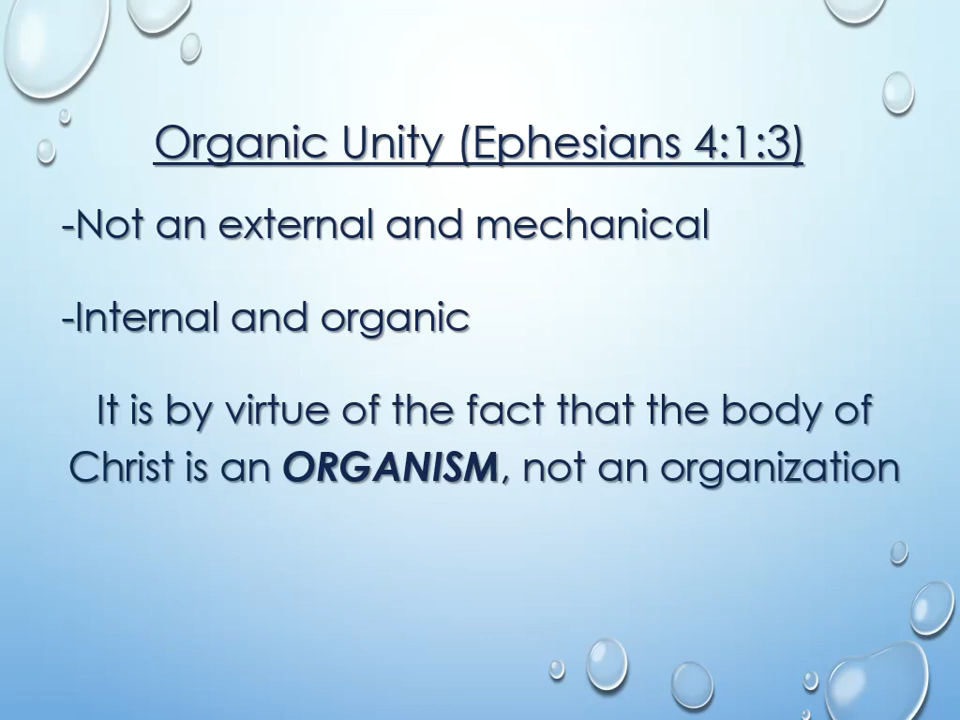 Organic Unity (Ephesians 4:1:3)
-Not an external and mechanical
-Internal and organic
It is by virtue of the fact that the body of
Christ is an ORGANISM, not an organization